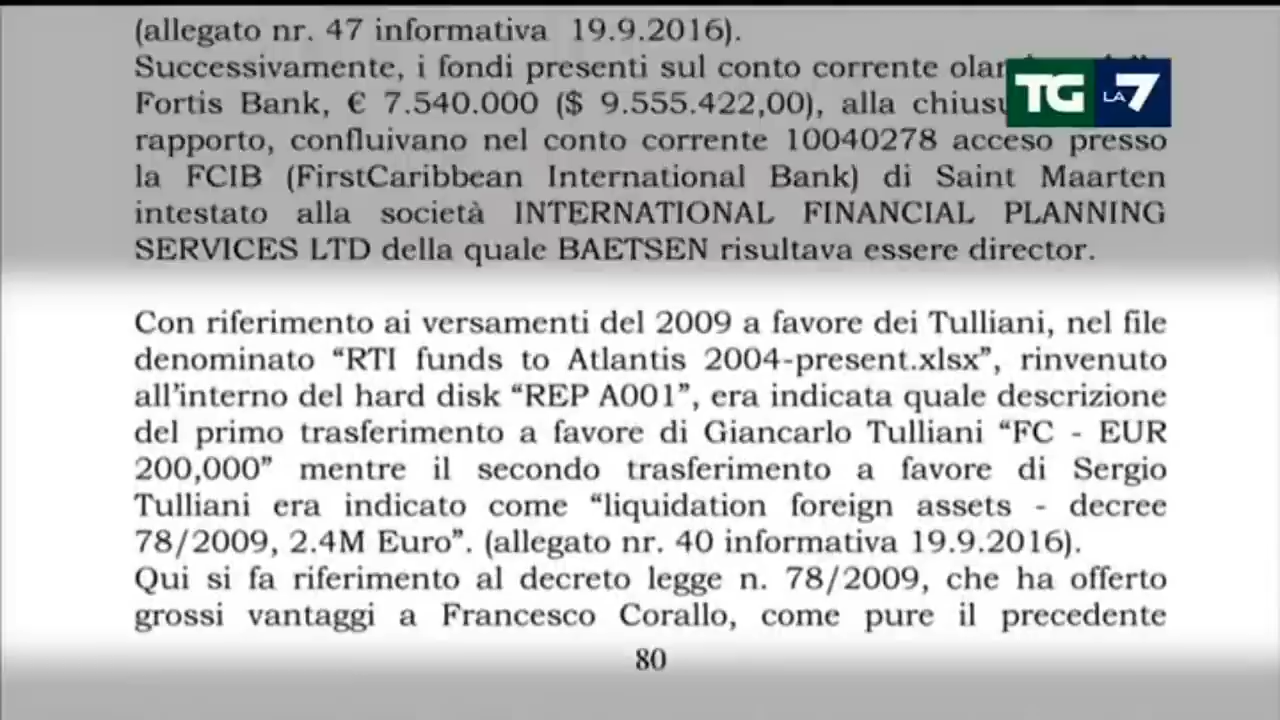 (allegato nr. 47 informativa 19.9.2016).
Successivamente, i fondi presenti sul conto corrente
TG LA7
Fortis Bank, € 7.540.000 ($ 9.555.422,00), alla
rapporto, confluivano nel conto corrente 10040278 acceso presso
la FCIB (FirstCaribbean International Bank) di Saint Maarten
intestato alla società INTERNATIONAL FINANCIAL PLANNING
SERVICES LTD della quale BAETSEN risultava essere director.
Con riferimento ai versamenti del 2009 a favore dei Tulliani, nel file
denominato “RTI funds to Atlantis 2004-present.xlsx”, rinvenuto
all’interno del hard disk “REP A001”, era indicata quale descrizione
del primo trasferimento a favore di Giancarlo Tulliani “FC - EUR
200,000” mentre il secondo trasferimento a favore di Sergio
Tulliani era indicato come “liquidation foreign assets - decree
78/2009, 2.4M Euro”. (allegato nr. 40 informativa 19.9.2016).
Qui si fa riferimento al decreto legge n. 78/2009, che ha offerto
grossi vantaggi a Francesco Corallo, come pure il precedente
80